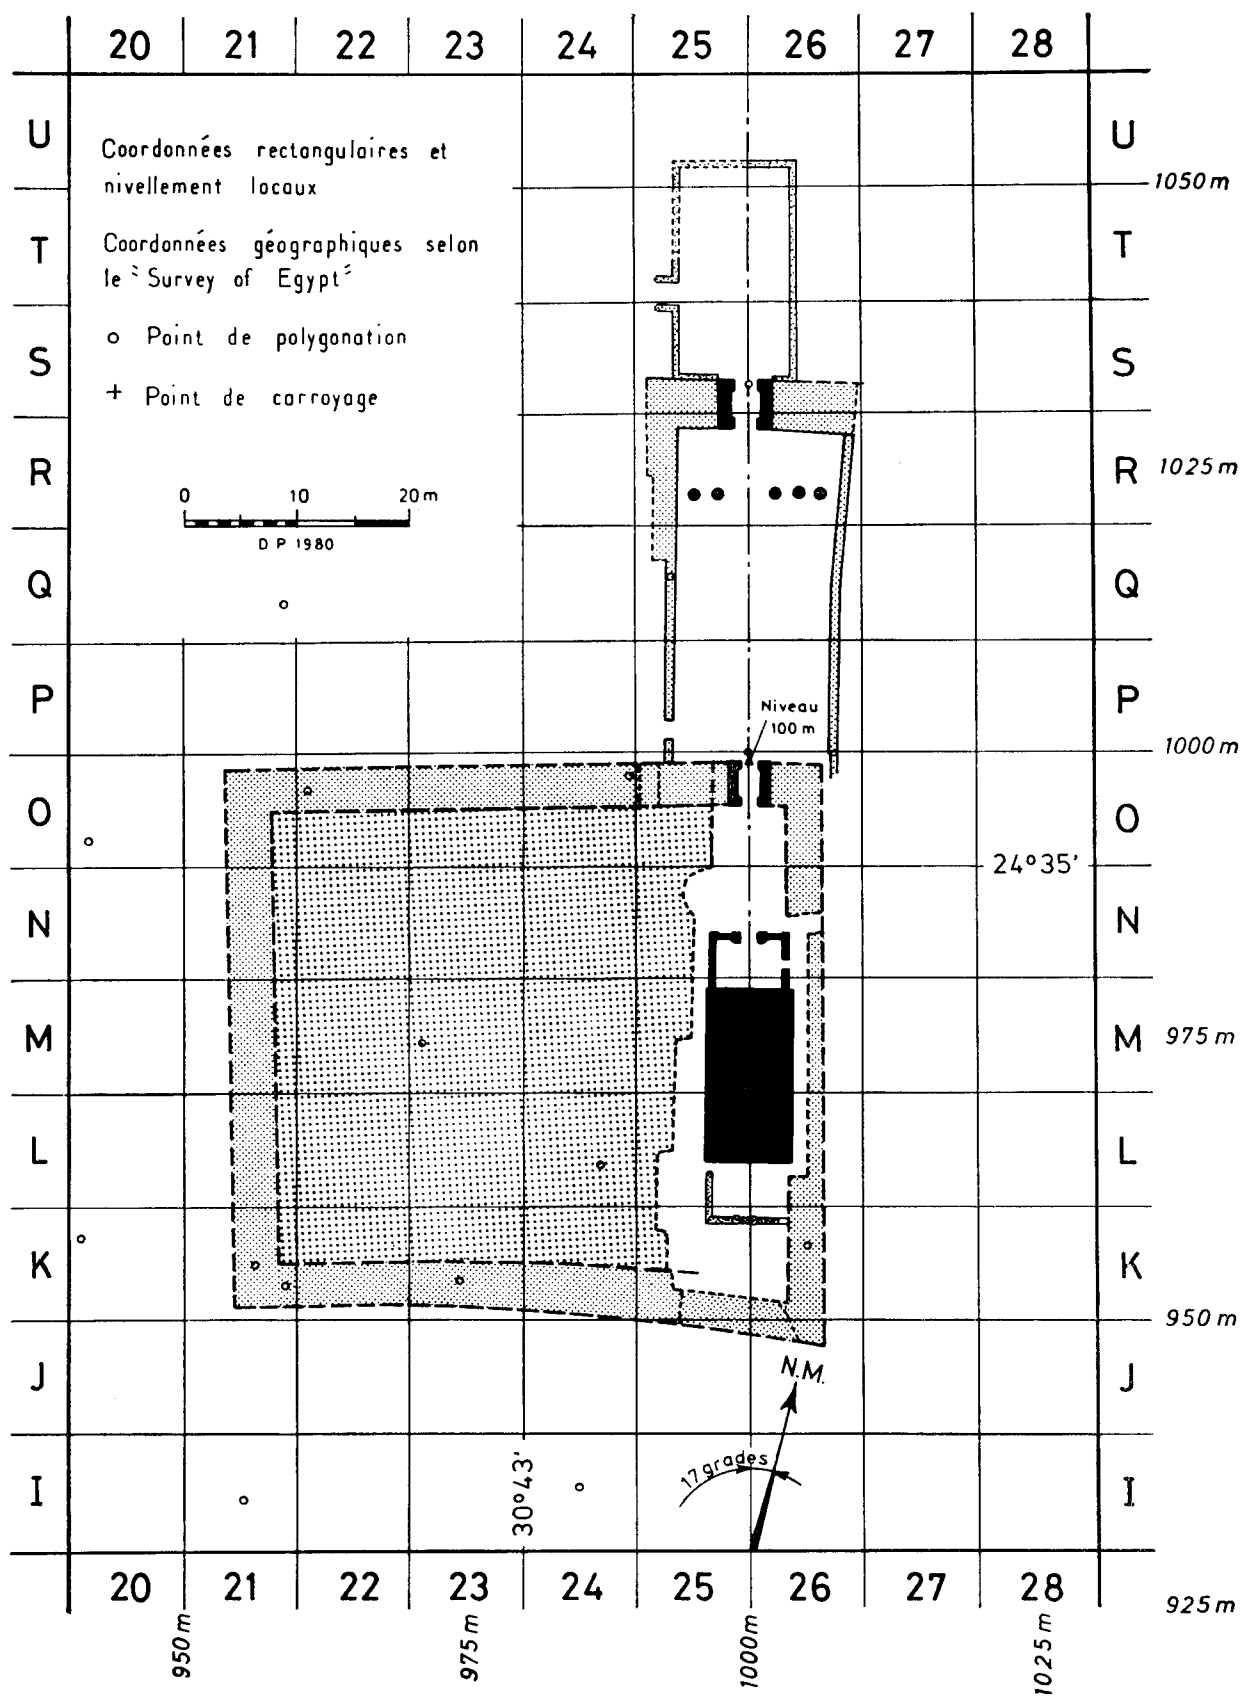 20 21 22 23 24 25 26 27 28
U U
Coordonnées rectangulaires et
nivellement locaux
1050 m
T T
Coordonnées géographiques selon
le "Survey of Egypt"
Point de polygonation
S S
+ Point de carroyage
R R
1025 m
0 10 20 m
D P 1980
Q Q
P P
Niveau
100 m
1000 m
O O
24°35'
N N
M M
975 m
L L
K K
950 m
J J
N.M.
17 grades
30°43'
I I
20 21 22 23 24 25 26 27 28
925 m
950 m 975 m 1000 m 1025 m